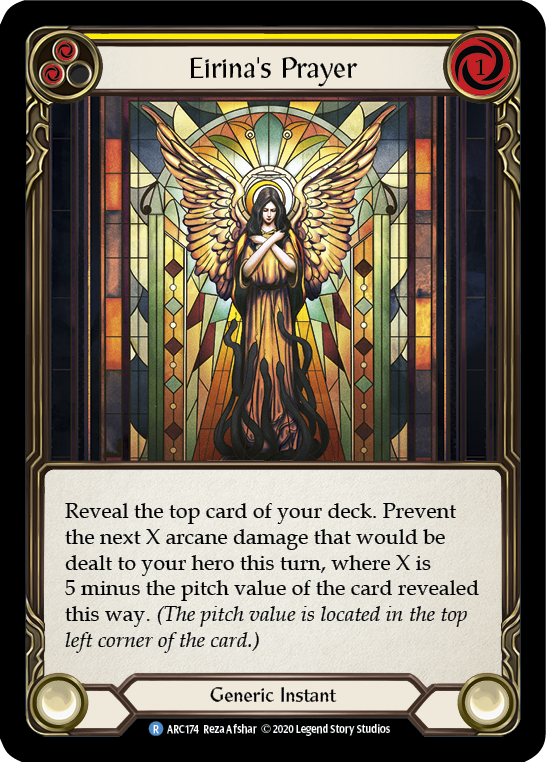 Eirina's Prayer
1
Reveal the top card of your deck. Prevent
the next X arcane damage that would be
dealt to your hero this turn, where X is
5 minus the pitch value of the card revealed
this way. (The pitch value is located in the top
left corner of the card.)
Generic Instant
R ARC174 Reza Afshar © 2020 Legend Story Studios